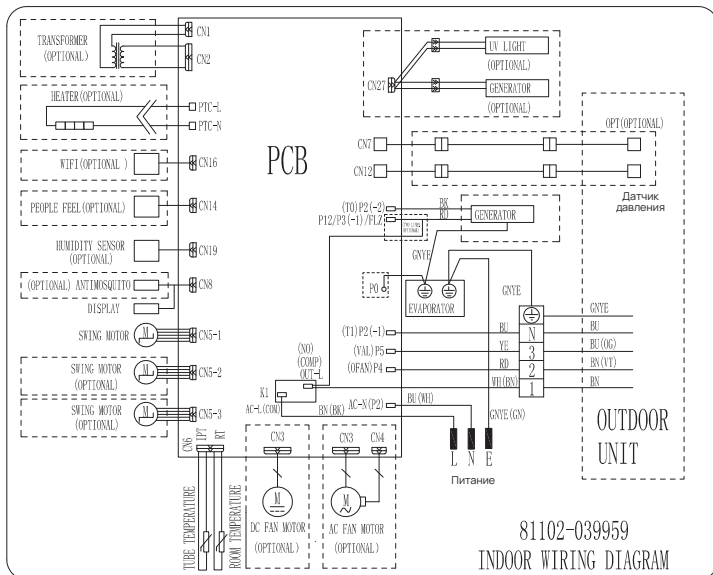 TRANSFORMER
(OPTIONAL)
CN1
CN2
HEATER(OPTIONAL)
PTC-L
PTC-N
WIFI(OPTIONAL )
CN16
PEOPLE FEEL(OPTIONAL)
CN14
HUMIDITY SENSOR
(OPTIONAL)
CN19
(OPTIONAL) ANTIMOSQUITO
CN8
DISPLAY
SWING MOTOR
M
CN5-1
SWING MOTOR
(OPTIONAL)
M
CN5-2
SWING MOTOR
(OPTIONAL)
M
CN5-3
CN6
IPT
RT
TUBE TEMPERATURE
ROOM TEMPERATURE
PCB
CN27
UV LIGHT
(OPTIONAL)
GENERATOR
(OPTIONAL)
OPT(OPTIONAL)
CN7
CN12
Датчик
давления
(T0)P2(-2)
BK
P12/P3(-1)/FLZ
RD
GENERATOR
GNYE
P0
EVAPORATOR
GNYE
GNYE
(T1)P2(-1)
BU
N
BU
(VAL)P5
YE
3
BU(OG)
(OFAN)P4
RD
2
BN(VT)
WH(BN)
1
BN
(NO)
(COMP)
OUT-L
K1
AC-L(COM)
BN(BK)
AC-N(P2)
BU(WH)
GNYE(GN)
L N E
Питание
OUTDOOR
UNIT
CN3
M
DC FAN MOTOR
(OPTIONAL)
CN3
CN4
M
AC FAN MOTOR
(OPTIONAL)
81102-039959
INDOOR WIRING DIAGRAM